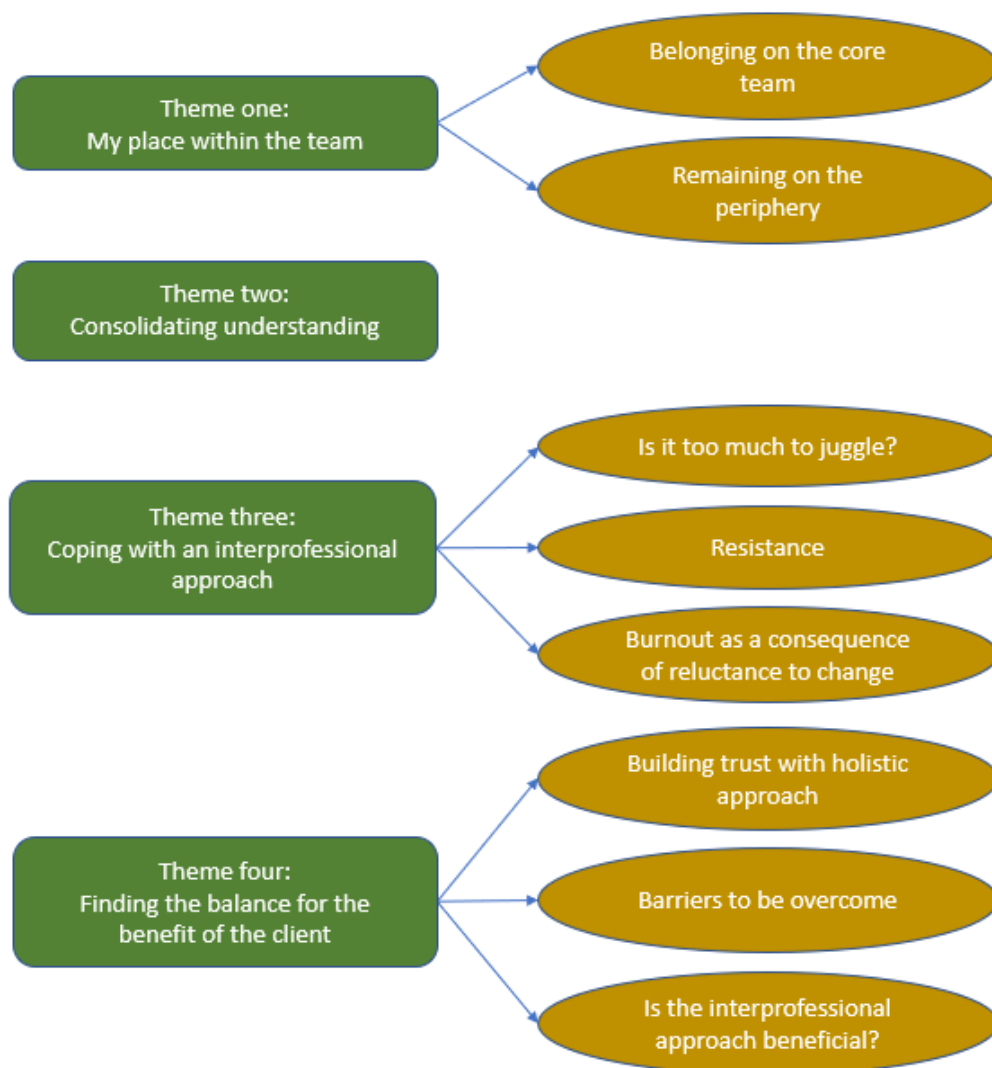 Theme one:
My place within the team
Belonging on the core
team
Remaining on the
periphery
Theme two:
Consolidating understanding
Theme three:
Coping with an interprofessional
approach
Is it too much to juggle?
Resistance
Burnout as a consequence
of reluctance to change
Theme four:
Finding the balance for the
benefit of the client
Building trust with holistic
approach
Barriers to be overcome
Is the interprofessional
approach beneficial?